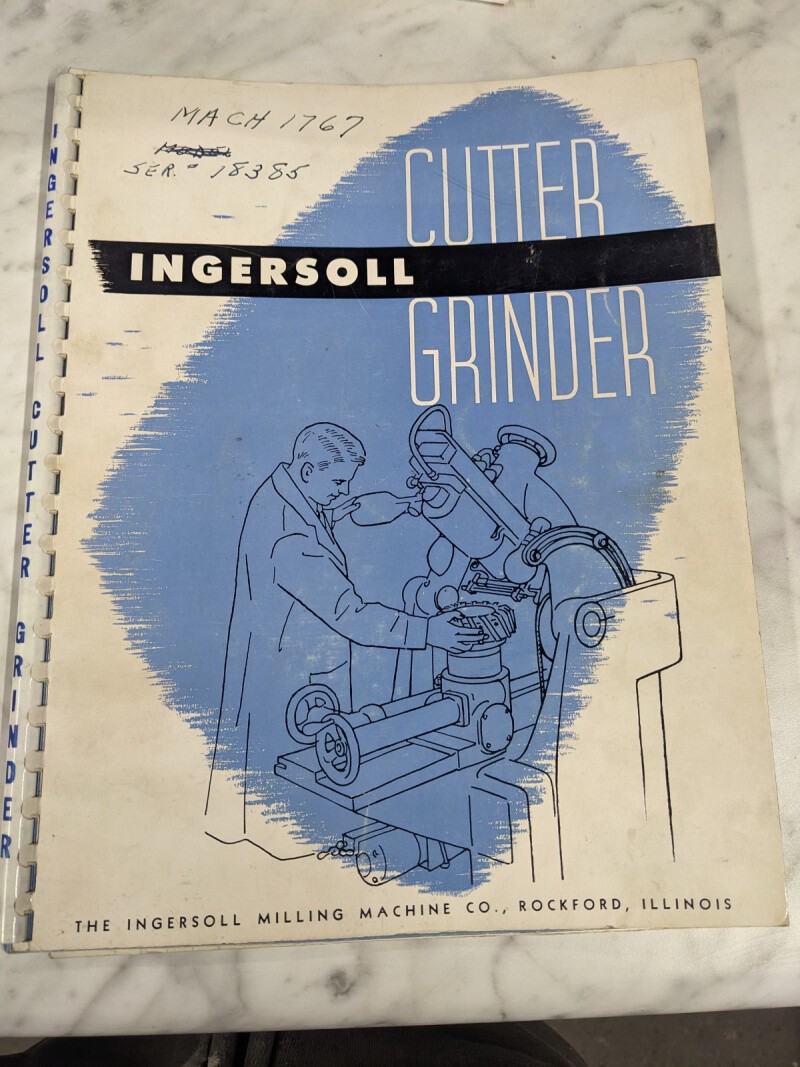 MACH 1767
SER. # 18385
CUTTER
INGERSOLL
GRINDER
THE INGERSOLL MILLING MACHINE CO., ROCKFORD, ILLINOIS
INGERSOLL CUTTER GRINDER